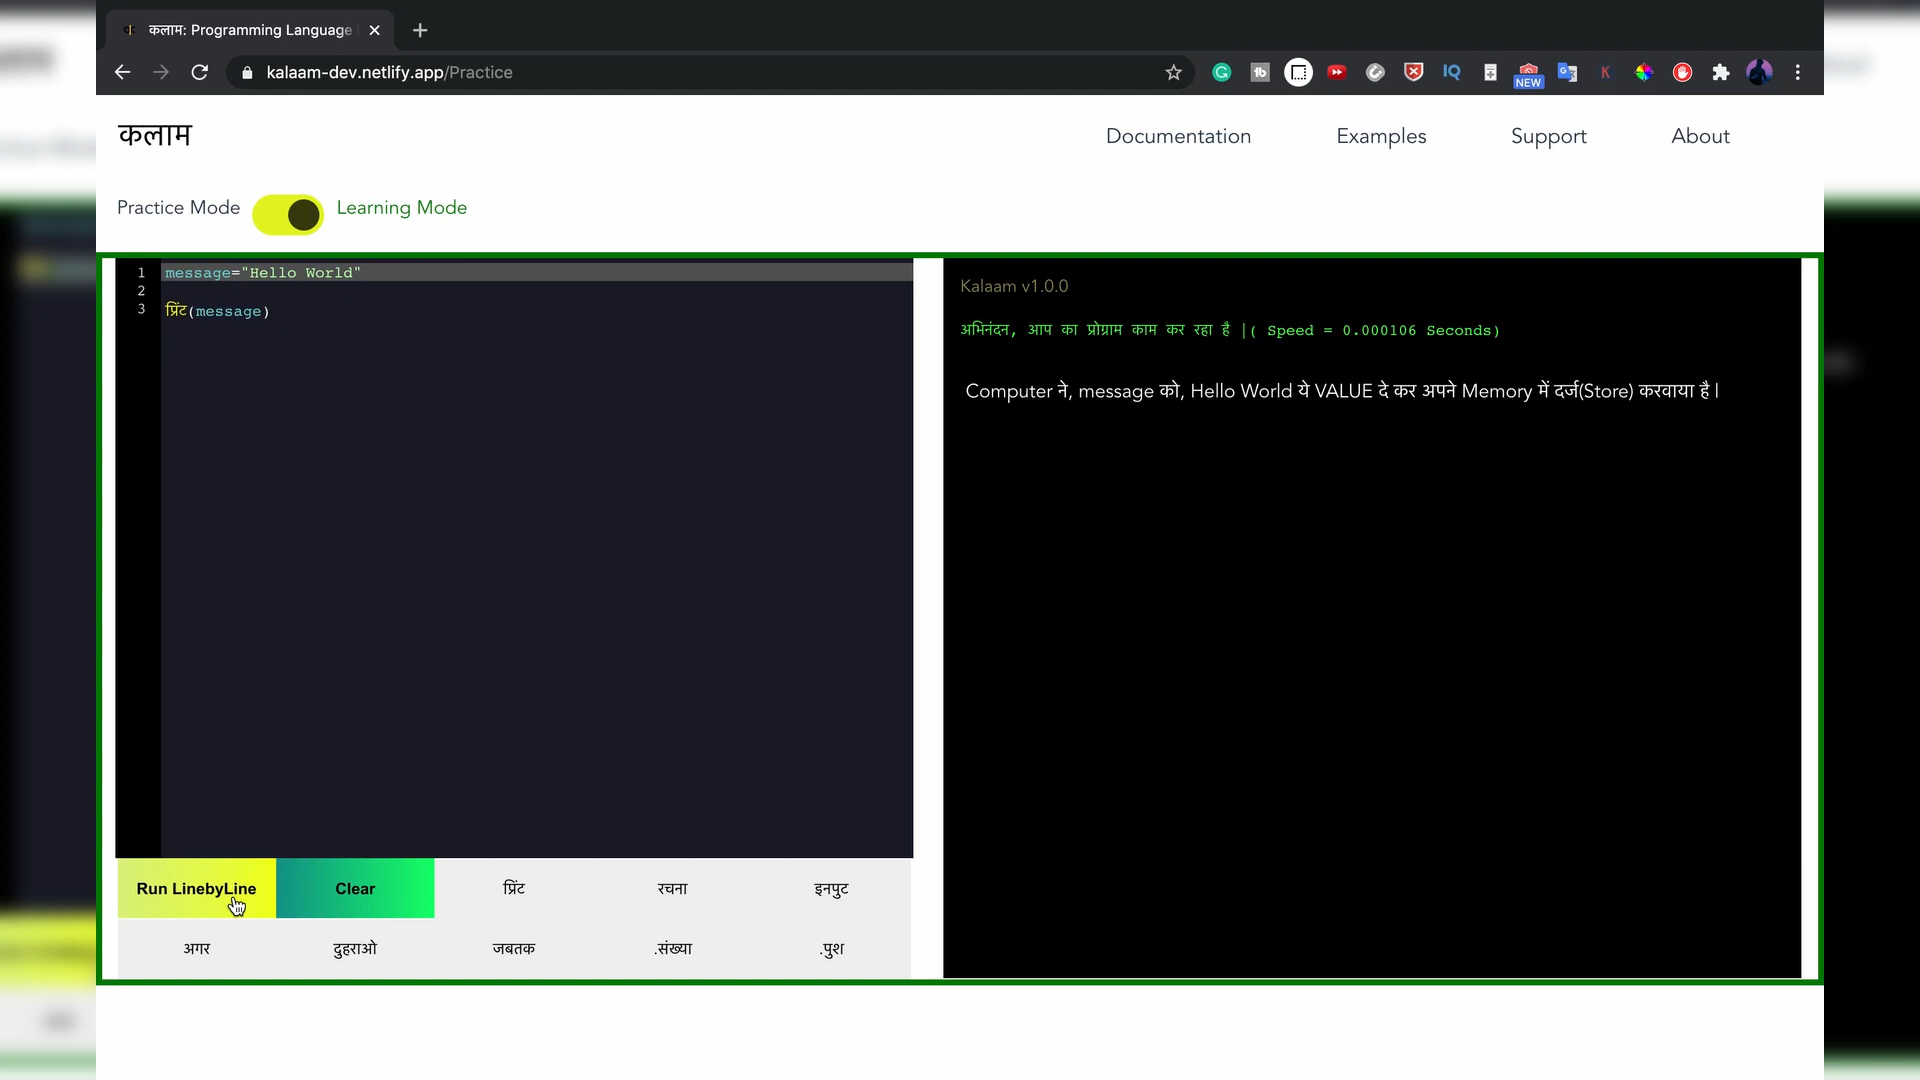 कलाम: Programming Language
kalaam-dev.netlify.app/Practice
NEW
कलाम
Documentation
Examples
Support
About
Practice Mode
Learning Mode
1 message="Hello World"
2
3 प्रिंट(message)
Kalaam v1.0.0
अभिनंदन, आप का प्रोग्राम काम कर रहा है |( Speed = 0.000106 Seconds)
Computer ने, message को, Hello World ये VALUE दे कर अपने Memory में दर्ज(Store) करवाया है |
Run LinebyLine
Clear
प्रिंट
रचना
इनपुट
अगर
दुहराओ
जबतक
.संख्या
.पुश